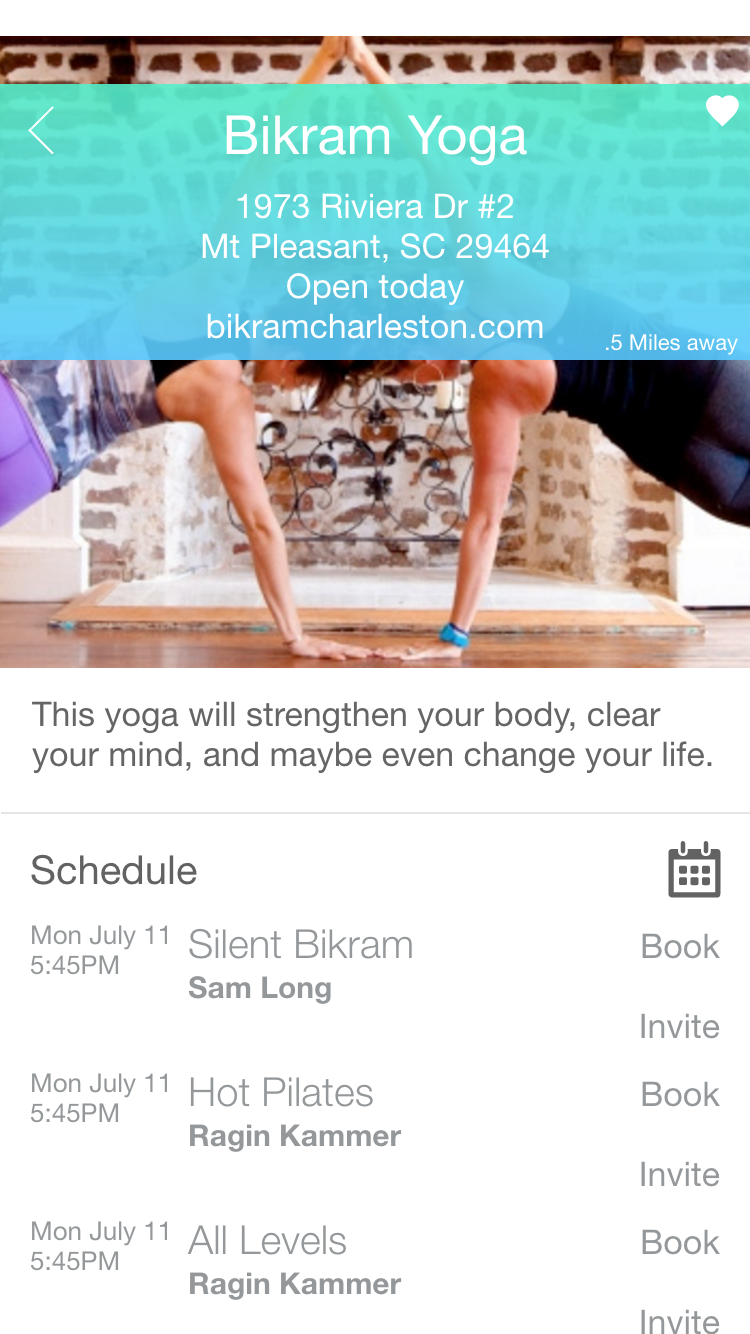 Bikram Yoga
1973 Riviera Dr #2
Mt Pleasant, SC 29464
Open today
bikramcharleston.com
.5 Miles away
This yoga will strengthen your body, clear
your mind, and maybe even change your life.
Schedule
Mon July 11
5:45PM
Silent Bikram
Sam Long
Book
Invite
Mon July 11
5:45PM
Hot Pilates
Ragin Kammer
Book
Invite
Mon July 11
5:45PM
All Levels
Ragin Kammer
Book
Invite